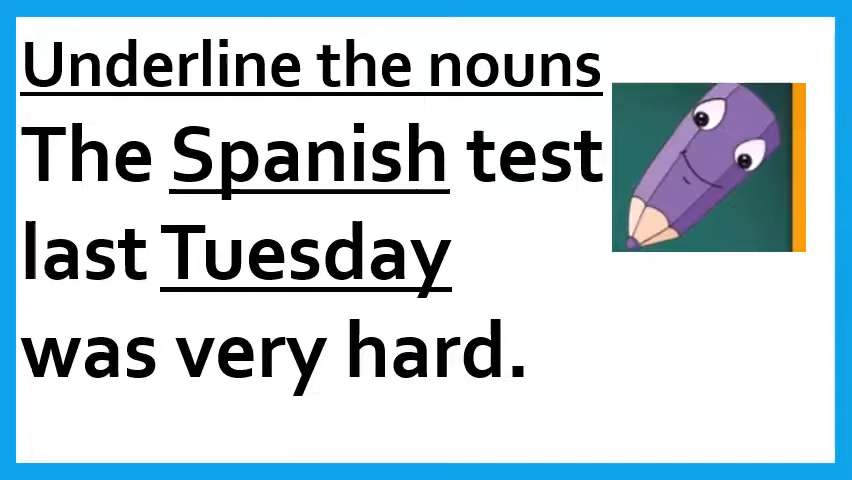 Underline the nouns
The Spanish test
last Tuesday
was very hard.